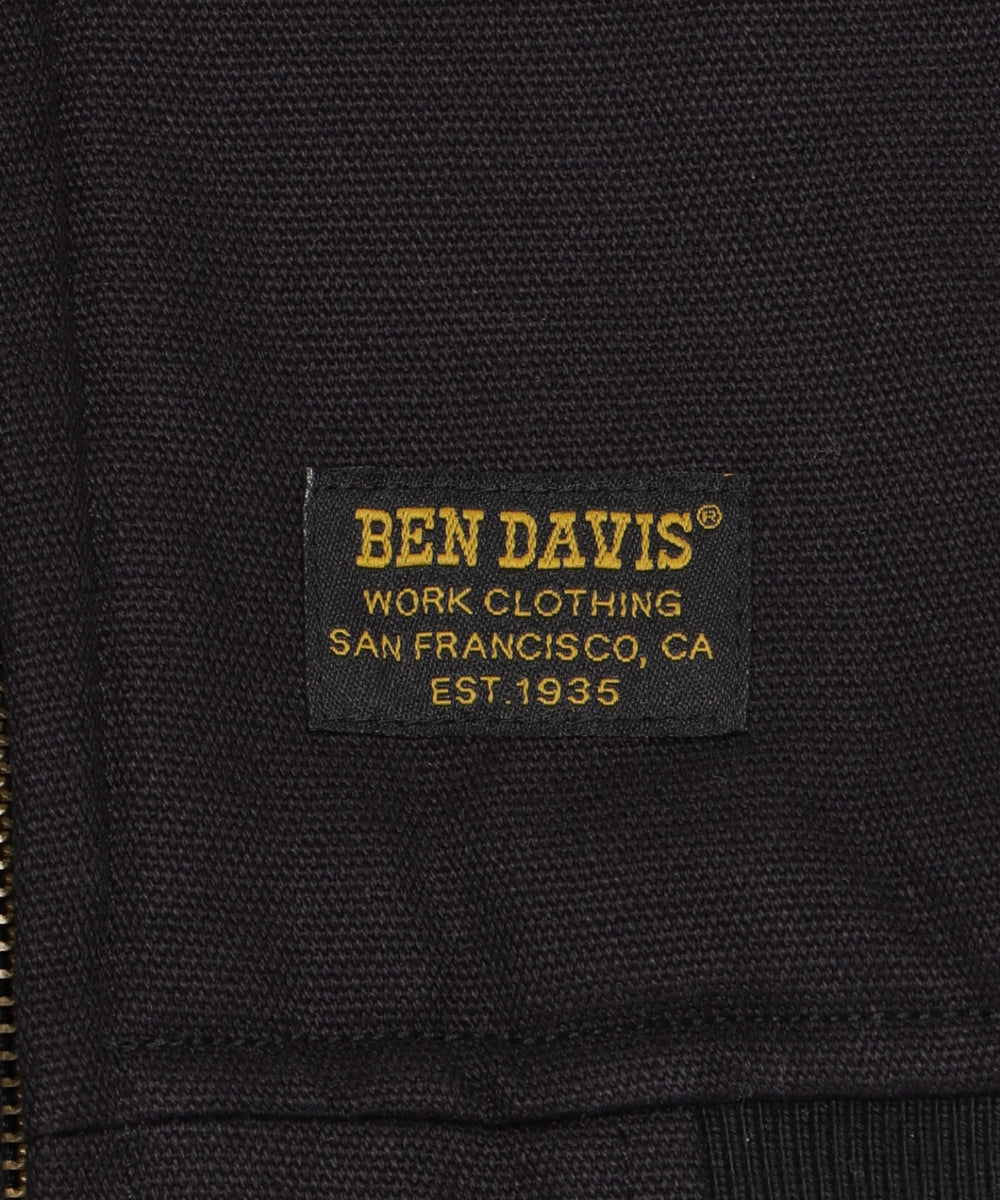 BEN DAVIS®
WORK CLOTHING
SAN FRANCISCO, CA
EST.1935